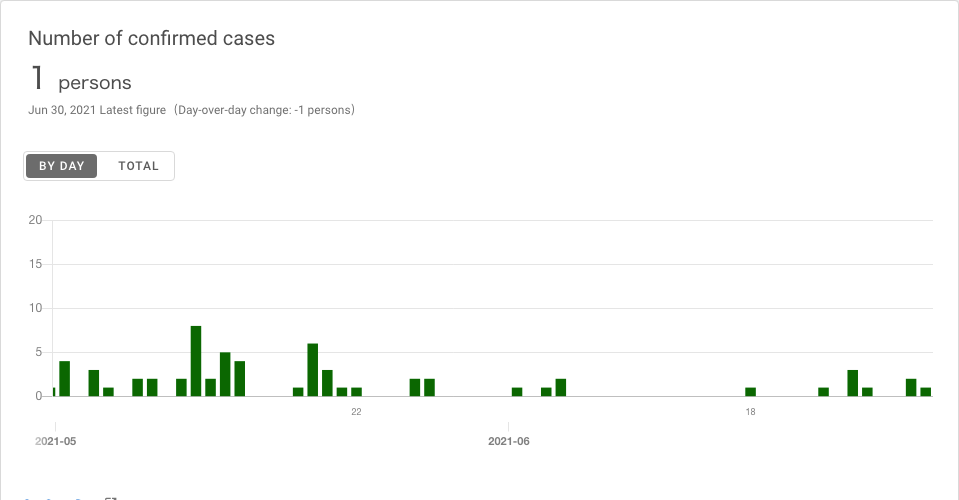 Number of confirmed cases
1 persons
Jun 30, 2021 Latest figure（Day-over-day change: -1 persons）
BY DAY TOTAL
20
15
10
5
0
22 18
2021-05 2021-06